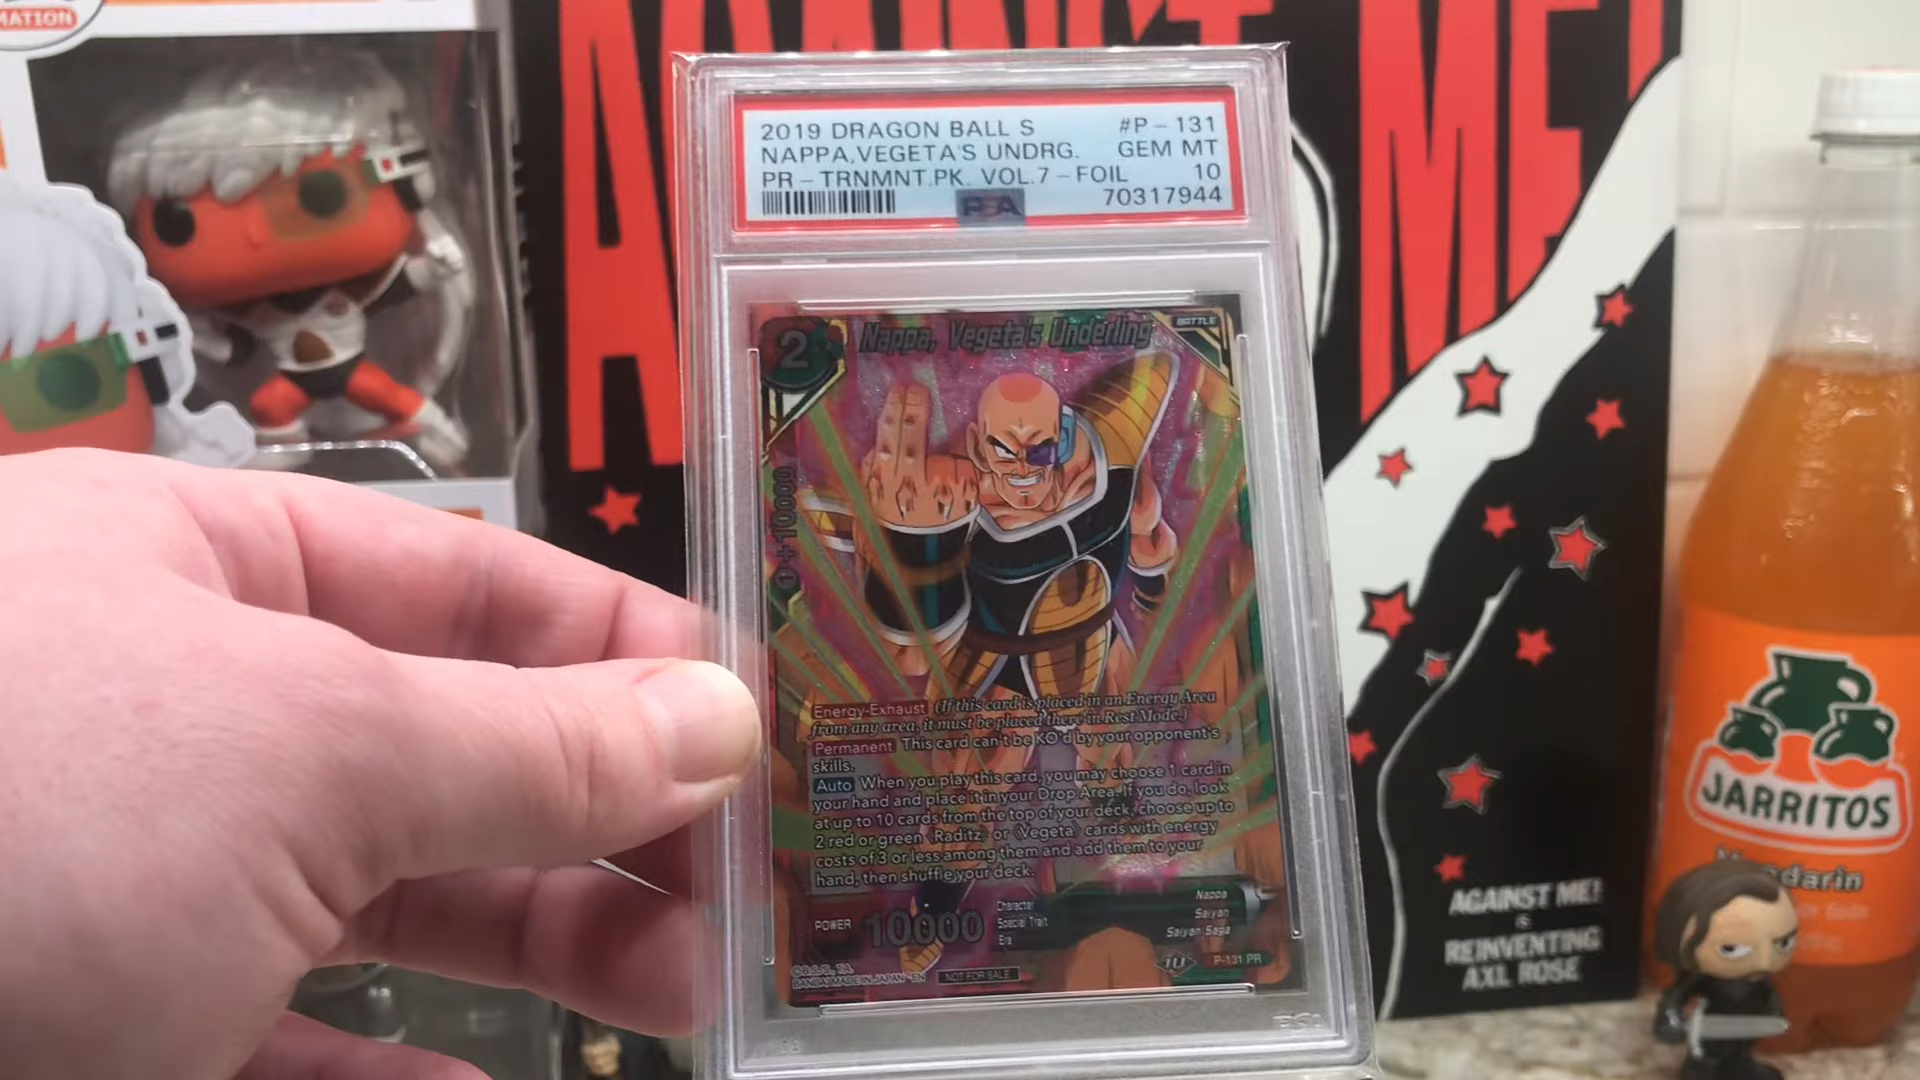 MATION
AGAINST ME!
2019 DRAGON BALL S #P-131
NAPPA,VEGETA'S UNDRG. GEM MT
PR-TRNMNT.PK. VOL.7-FOIL 10
PSA 70317944
2 Nappa, Vegeta's Underling BATTLE
1 +10000
Energy-Exhaust (If this card is placed in an Energy Area
from any area, it must be placed there in Rest Mode.)
Permanent This card can't be KO'd by your opponent's
skills.
Auto When you play this card, you may choose 1 card in
your hand and place it in your Drop Area. If you do, look
at up to 10 cards from the top of your deck, choose up to
2 red or green 《Raditz》 or 《Vegeta》 cards with energy
costs of 3 or less among them and add them to your
hand, then shuffle your deck.
POWER 10000
Character Nappa
Special Trait Saiyan
Era Saiyan Saga
©B.S./S., T.A.
BANDAI MADE IN JAPAN EN NOT FOR SALE
P-131 PR
JARRITOS
Mandarin
AGAINST ME!
IS
REINVENTING
AXL ROSE